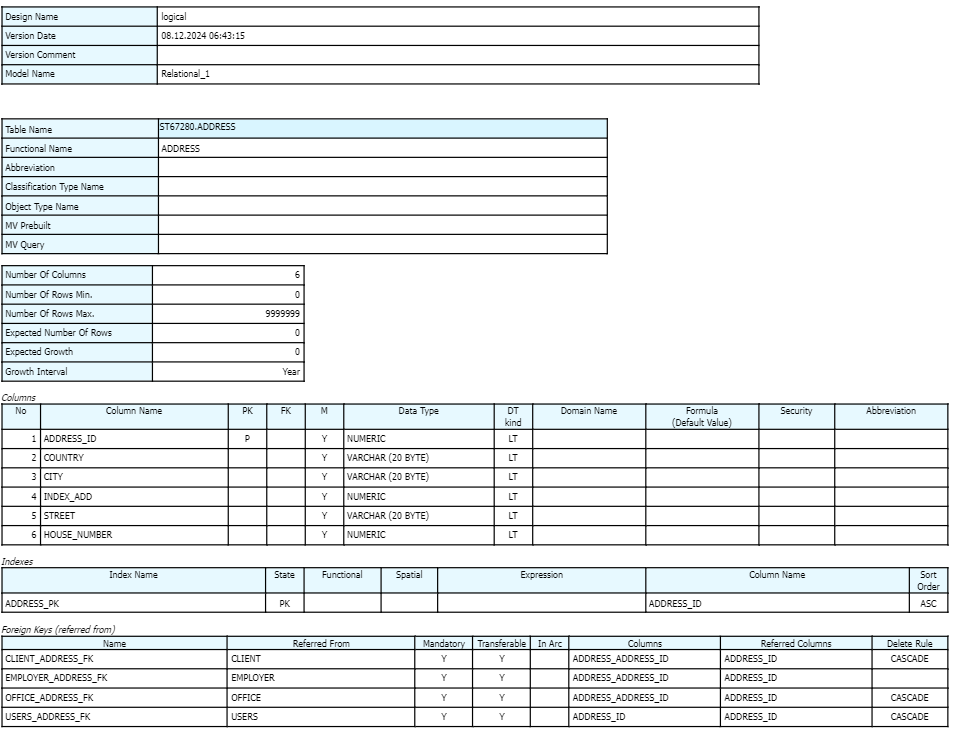 Design Name logical
Version Date 08.12.2024 06:43:15
Version Comment
Model Name Relational_1
Table Name ST67280.ADDRESS
Functional Name ADDRESS
Abbreviation
Classification Type Name
Object Type Name
MV Prebuilt
MV Query
Number Of Columns 6
Number Of Rows Min. 0
Number Of Rows Max. 9999999
Expected Number Of Rows 0
Expected Growth 0
Growth Interval Year
Columns
No Column Name PK FK M Data Type DT kind Domain Name Formula (Default Value) Security Abbreviation
1 ADDRESS_ID P Y NUMERIC LT
2 COUNTRY Y VARCHAR (20 BYTE) LT
3 CITY Y VARCHAR (20 BYTE) LT
4 INDEX_ADD Y NUMERIC LT
5 STREET Y VARCHAR (20 BYTE) LT
6 HOUSE_NUMBER Y NUMERIC LT
Indexes
Index Name State Functional Spatial Expression Column Name Sort Order
ADDRESS_PK PK ADDRESS_ID ASC
Foreign Keys (referred from)
Name Referred From Mandatory Transferable In Arc Columns Referred Columns Delete Rule
CLIENT_ADDRESS_FK CLIENT Y Y ADDRESS_ADDRESS_ID ADDRESS_ID CASCADE
EMPLOYER_ADDRESS_FK EMPLOYER Y Y ADDRESS_ADDRESS_ID ADDRESS_ID
OFFICE_ADDRESS_FK OFFICE Y Y ADDRESS_ADDRESS_ID ADDRESS_ID CASCADE
USERS_ADDRESS_FK USERS Y Y ADDRESS_ID ADDRESS_ID CASCADE